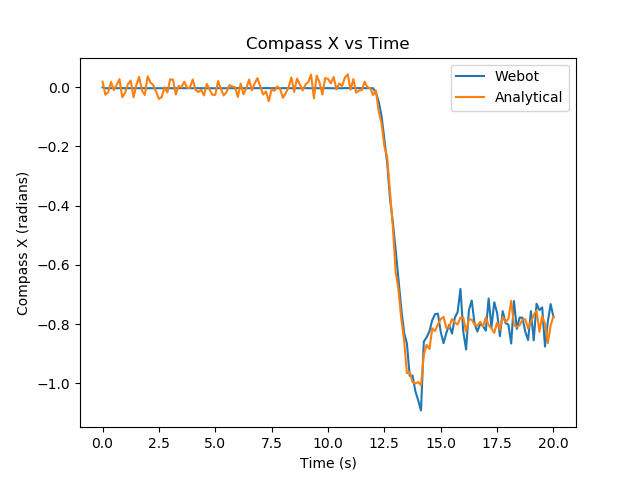 Compass X vs Time
Webot
Analytical
0.0
−0.2
−0.4
−0.6
−0.8
−1.0
Compass X (radians)
0.0 2.5 5.0 7.5 10.0 12.5 15.0 17.5 20.0
Time (s)